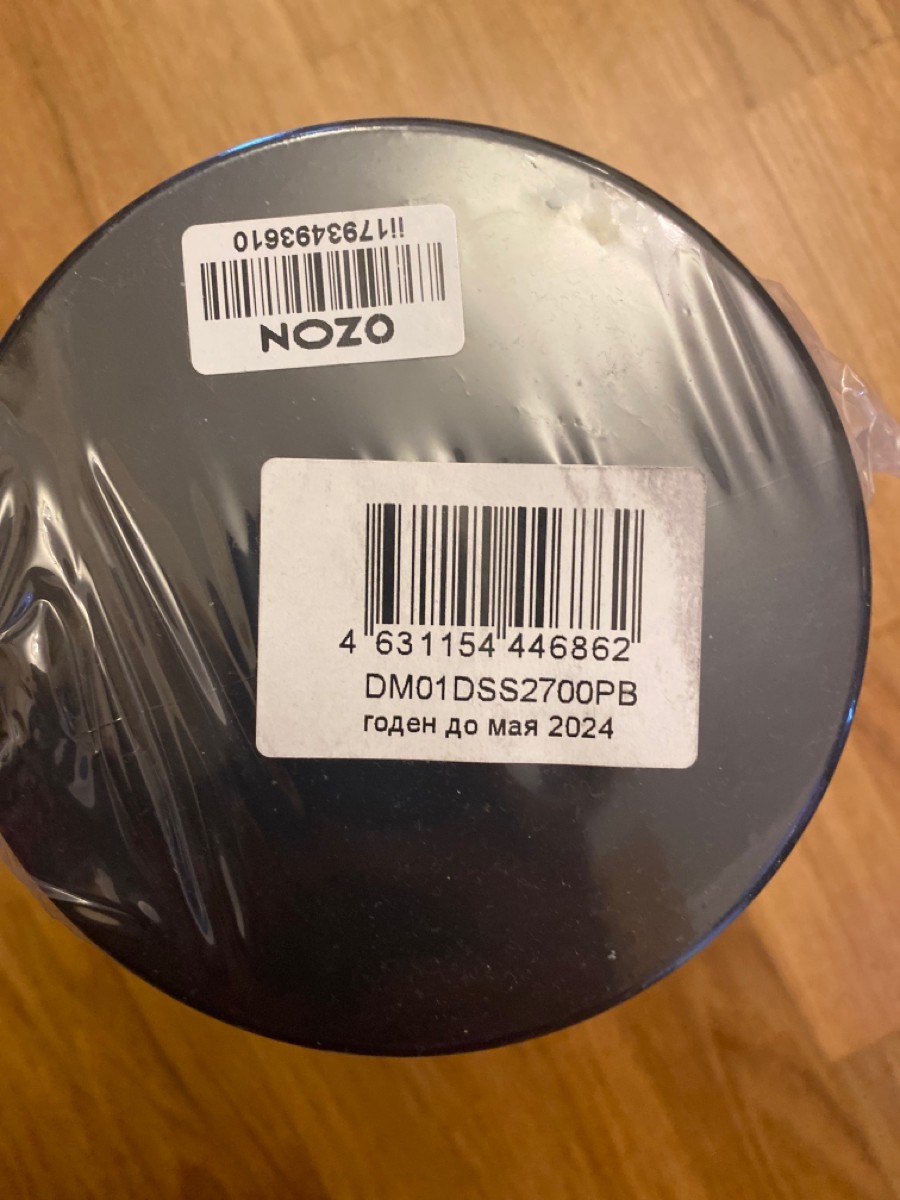 ii1793493610
OZON
4 631154 446862
DM01DSS2700PB
годен до мая 2024